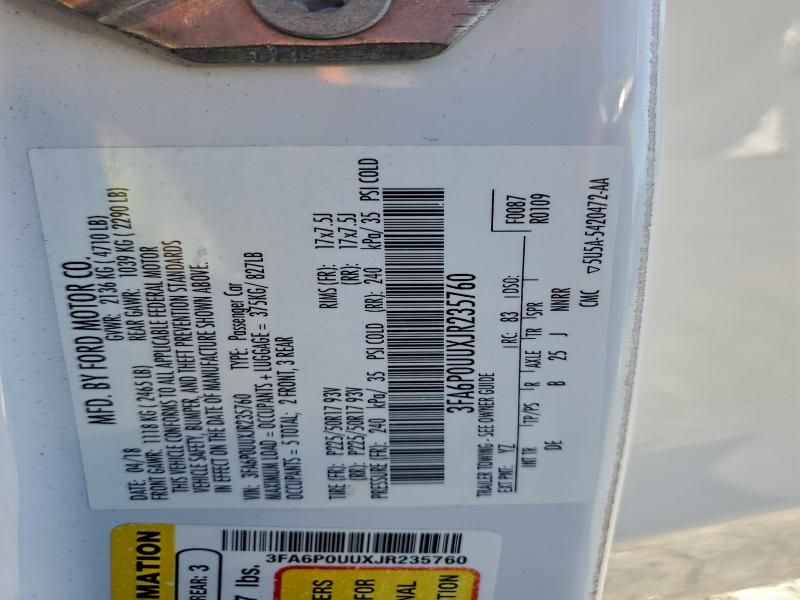 MFD. BY FORD MOTOR CO.
DATE: 04/18 GVWR: 2136 KG ( 4710 LB)
FRONT GAWR: 1118 KG ( 2465 LB) REAR GAWR: 1039 KG ( 2290 LB)
THIS VEHICLE CONFORMS TO ALL APPLICABLE FEDERAL MOTOR
VEHICLE SAFETY, BUMPER, AND THEFT PREVENTION STANDARDS
IN EFFECT ON THE DATE OF MANUFACTURE SHOWN ABOVE.
VIN: 3FA6P0UUXJR235760 TYPE: Passenger Car
MAXIMUM LOAD = OCCUPANTS + LUGGAGE = 375KG/ 827LB
OCCUPANTS = 5 TOTAL; 2 FRONT, 3 REAR
TIRE (FR): P225/50R17 93V RIMS (FR): 17x7.5J
(RR): P225/50R17 93V (RR): 17x7.5J
PRESSURE (FR): 240 kPa/ 35 PSI COLD (RR): 240 kPa/ 35 PSI COLD
3FA6P0UUXJR235760
TRAILER TOWING - SEE OWNER GUIDE
F0087
R0109
EXT PNT: YZ RC: 83 DSO:
INT TR TP/PS R AXLE TR SPR
DE B 25 J NNRR
CNC ▽5U5A-5420472-AA
3FA6P0UUXJR235760
MATION
REAR: 3
7 lbs.
ERS
FOR
ONAL